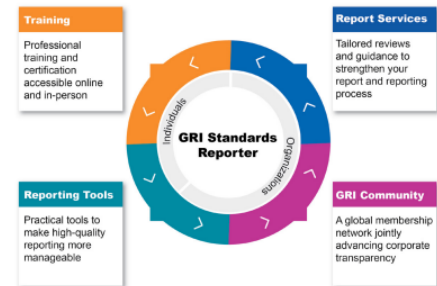 Training
Professional
training and
certification
accessible online
and in-person
Report Services
Tailored reviews
and guidance to
strengthen your
report and reporting
process
Individuals
GRI Standards
Reporter
Organizations
Reporting Tools
Practical tools to
make high-quality
reporting more
manageable
GRI Community
A global membership
network jointly
advancing corporate
transparency